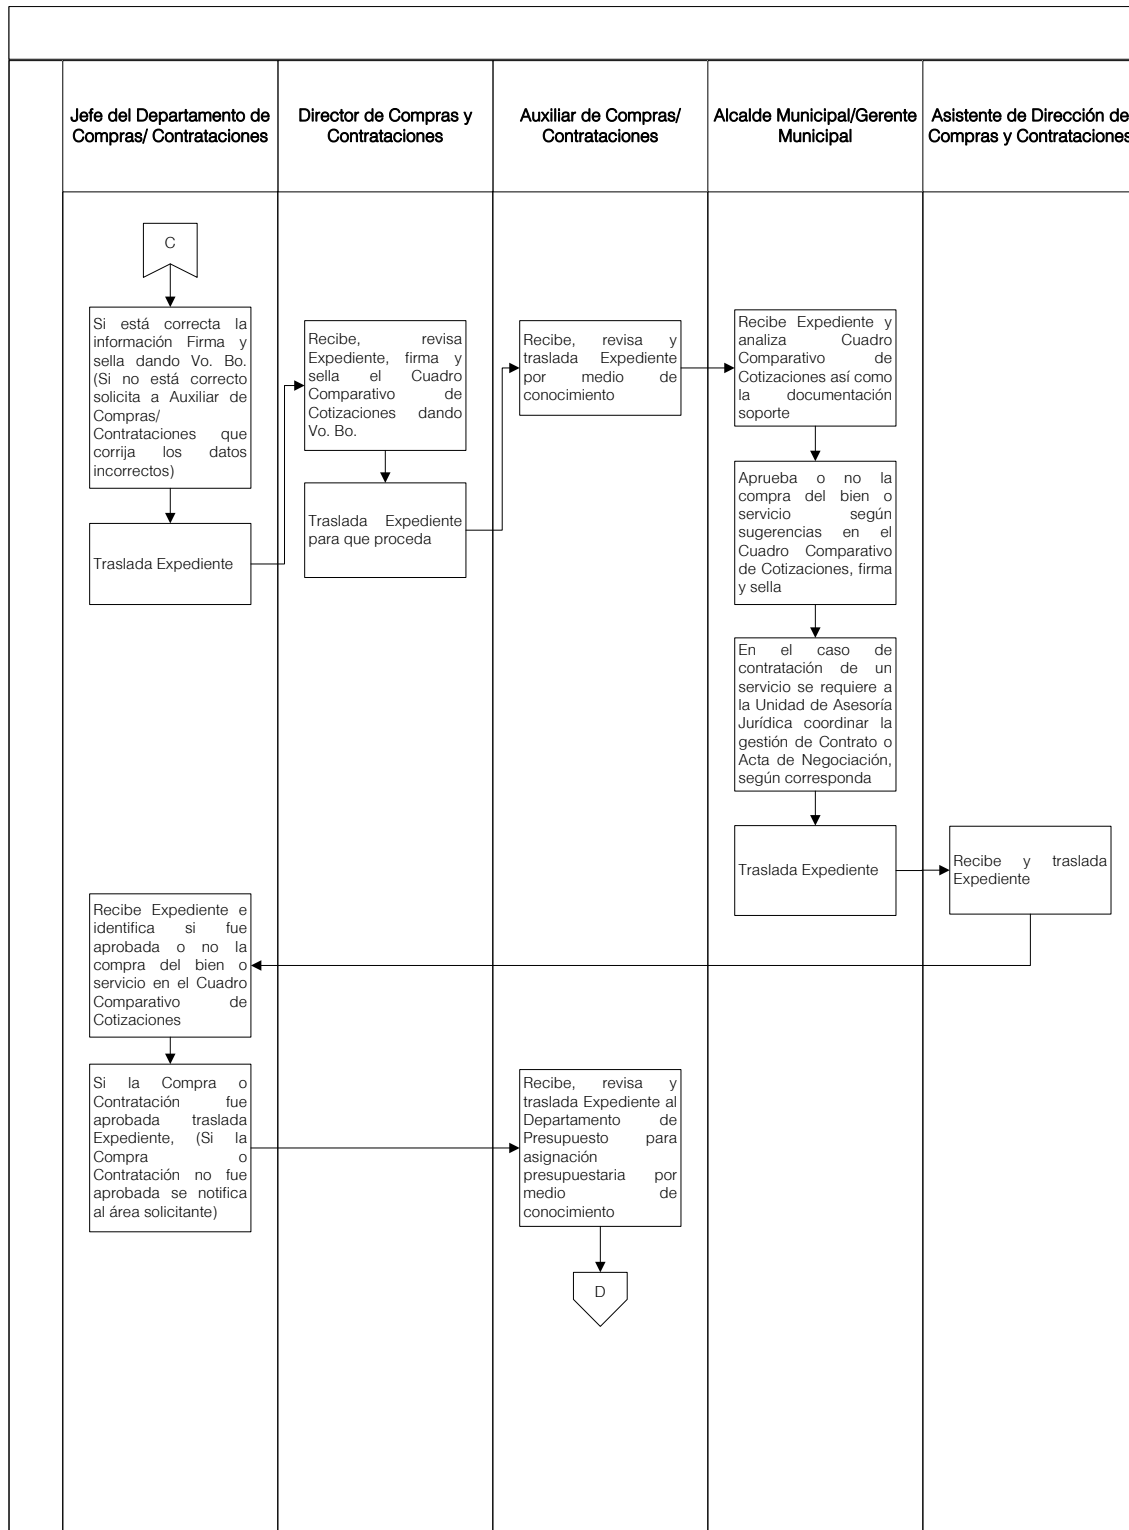 Jefe del Departamento de
Compras/ Contrataciones
Director de Compras y
Contrataciones
Auxiliar de Compras/
Contrataciones
Alcalde Municipal/Gerente
Municipal
Asistente de Dirección de
Compras y Contrataciones
C
Si está correcta la
información Firma y
sella dando Vo. Bo.
(Si no está correcto
solicita a Auxiliar de
Compras/
Contrataciones que
corrija los datos
incorrectos)
Traslada Expediente
Recibe, revisa
Expediente, firma y
sella el Cuadro
Comparativo de
Cotizaciones dando
Vo. Bo.
Traslada Expediente
para que proceda
Recibe, revisa y
traslada Expediente
por medio de
conocimiento
Recibe Expediente y
analiza Cuadro
Comparativo de
Cotizaciones así como
la documentación
soporte
Aprueba o no la
compra del bien o
servicio según
sugerencias en el
Cuadro Comparativo
de Cotizaciones, firma
y sella
En el caso de
contratación de un
servicio se requiere a
la Unidad de Asesoría
Jurídica coordinar la
gestión de Contrato o
Acta de Negociación,
según corresponda
Traslada Expediente
Recibe y traslada
Expediente
Recibe Expediente e
identifica si fue
aprobada o no la
compra del bien o
servicio en el Cuadro
Comparativo de
Cotizaciones
Si la Compra o
Contratación fue
aprobada traslada
Expediente, (Si la
Compra o
Contratación no fue
aprobada se notifica
al área solicitante)
Recibe, revisa y
traslada Expediente al
Departamento de
Presupuesto para
asignación
presupuestaria por
medio de
conocimiento
D